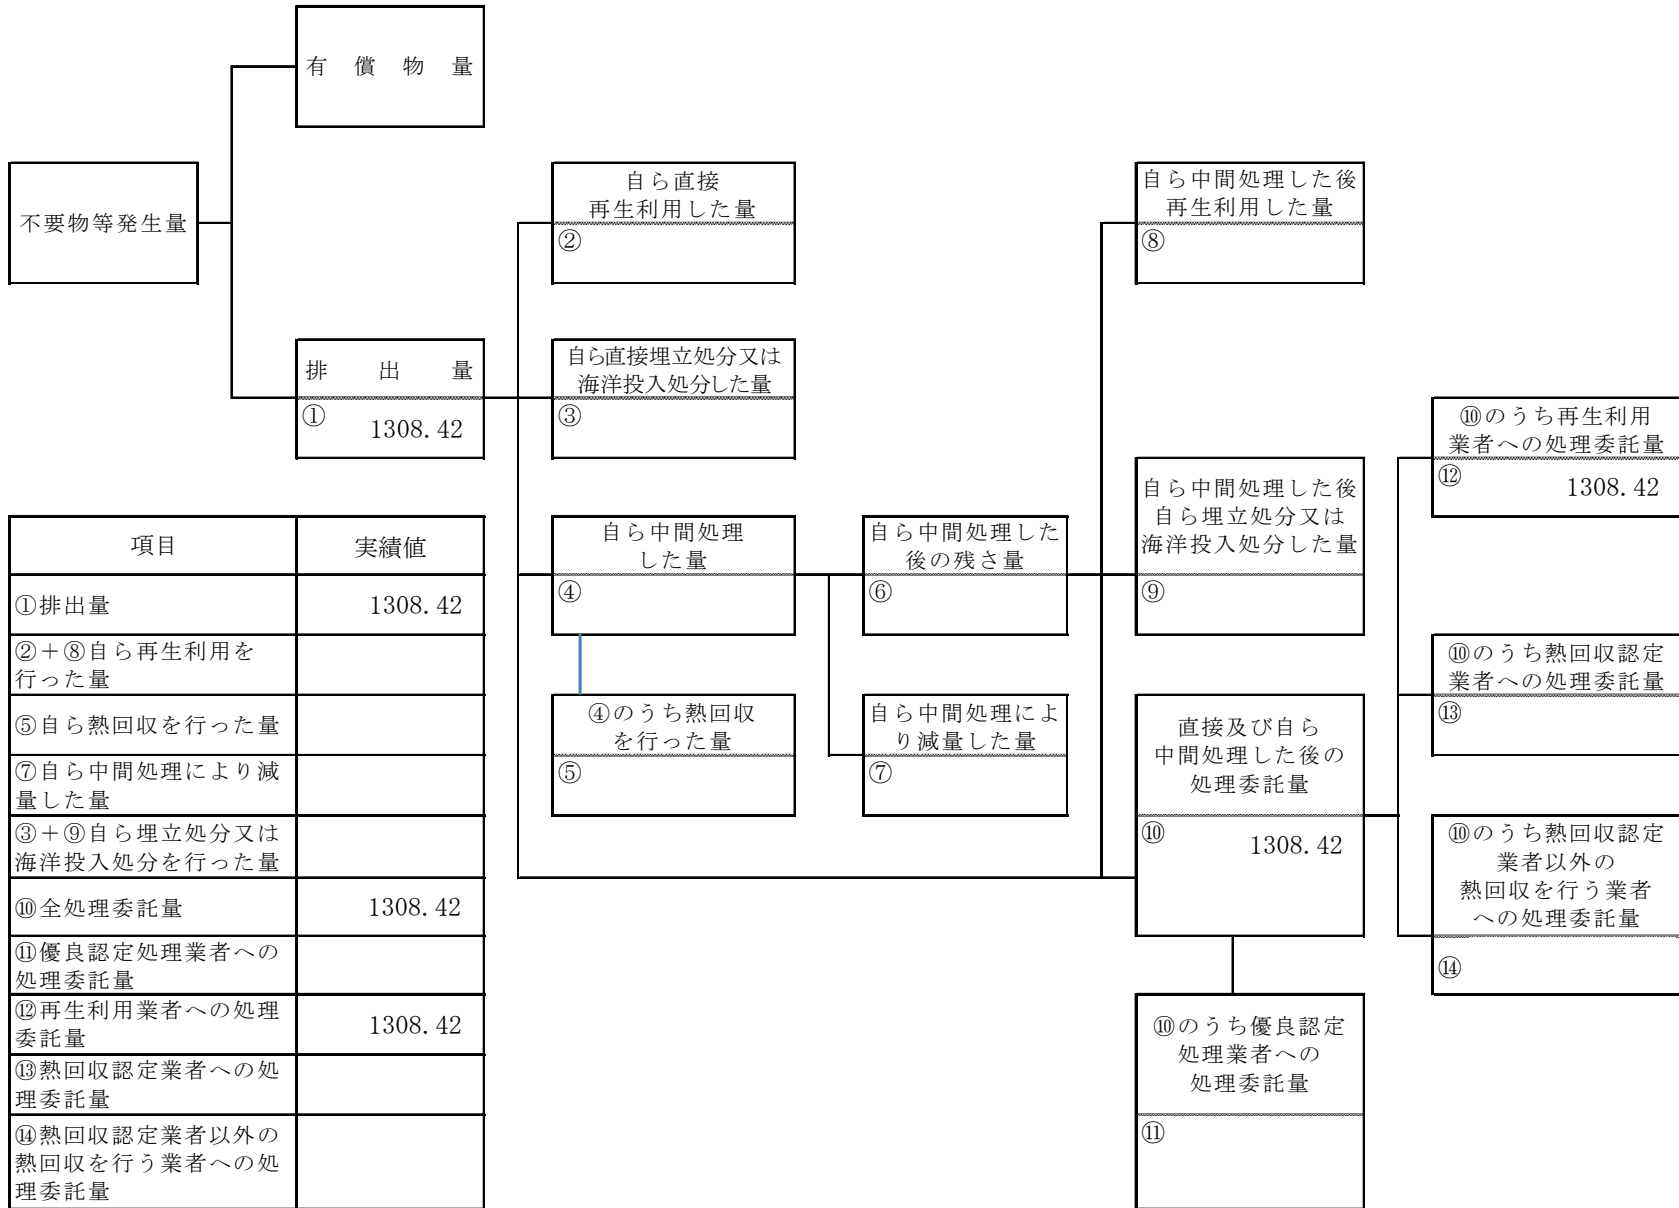 有償物量
不要物等発生量
自ら直接
再生利用した量
②
自ら中間処理した後
再生利用した量
⑧
排出量
① 1308.42
自ら直接埋立処分又は
海洋投入処分した量
③
⑩のうち再生利用
業者への処理委託量
⑫ 1308.42
自ら中間処理した後
自ら埋立処分又は
海洋投入処分した量
⑨
自ら中間処理
した量
④
自ら中間処理した
後の残さ量
⑥
④のうち熱回収
を行った量
⑤
自ら中間処理によ
り減量した量
⑦
直接及び自ら
中間処理した後の
処理委託量
⑩ 1308.42
⑩のうち熱回収認定
業者への処理委託量
⑬
⑩のうち熱回収認定
業者以外の
熱回収を行う業者
への処理委託量
⑭
⑩のうち優良認定
処理業者への
処理委託量
⑪
項目 実績値
①排出量 1308.42
②＋⑧自ら再生利用を
行った量
⑤自ら熱回収を行った量
⑦自ら中間処理により減
量した量
③＋⑨自ら埋立処分又は
海洋投入処分を行った量
⑩全処理委託量 1308.42
⑪優良認定処理業者への
処理委託量
⑫再生利用業者への処理
委託量 1308.42
⑬熱回収認定業者への処
理委託量
⑭熱回収認定業者以外の
熱回収を行う業者への処
理委託量